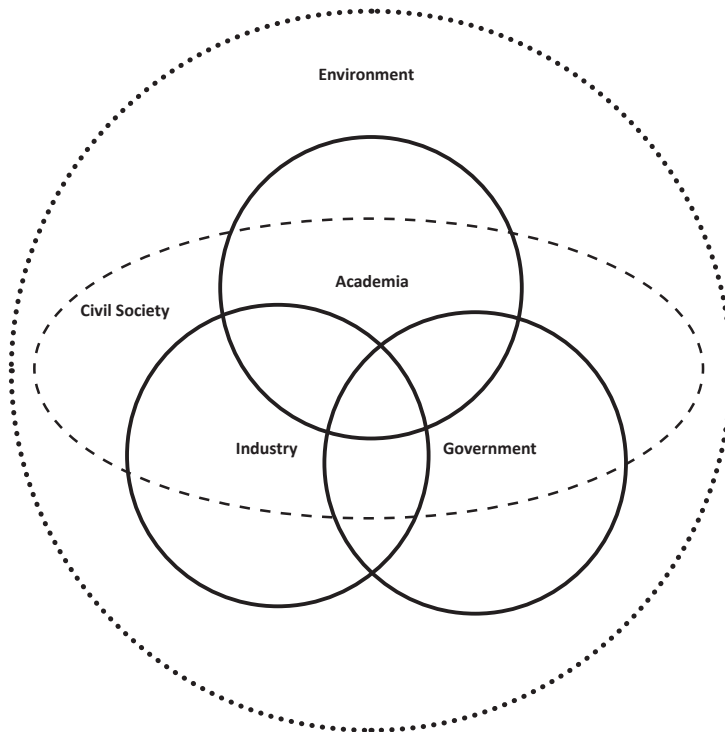 Environment
Academia
Civil Society
Industry
Government